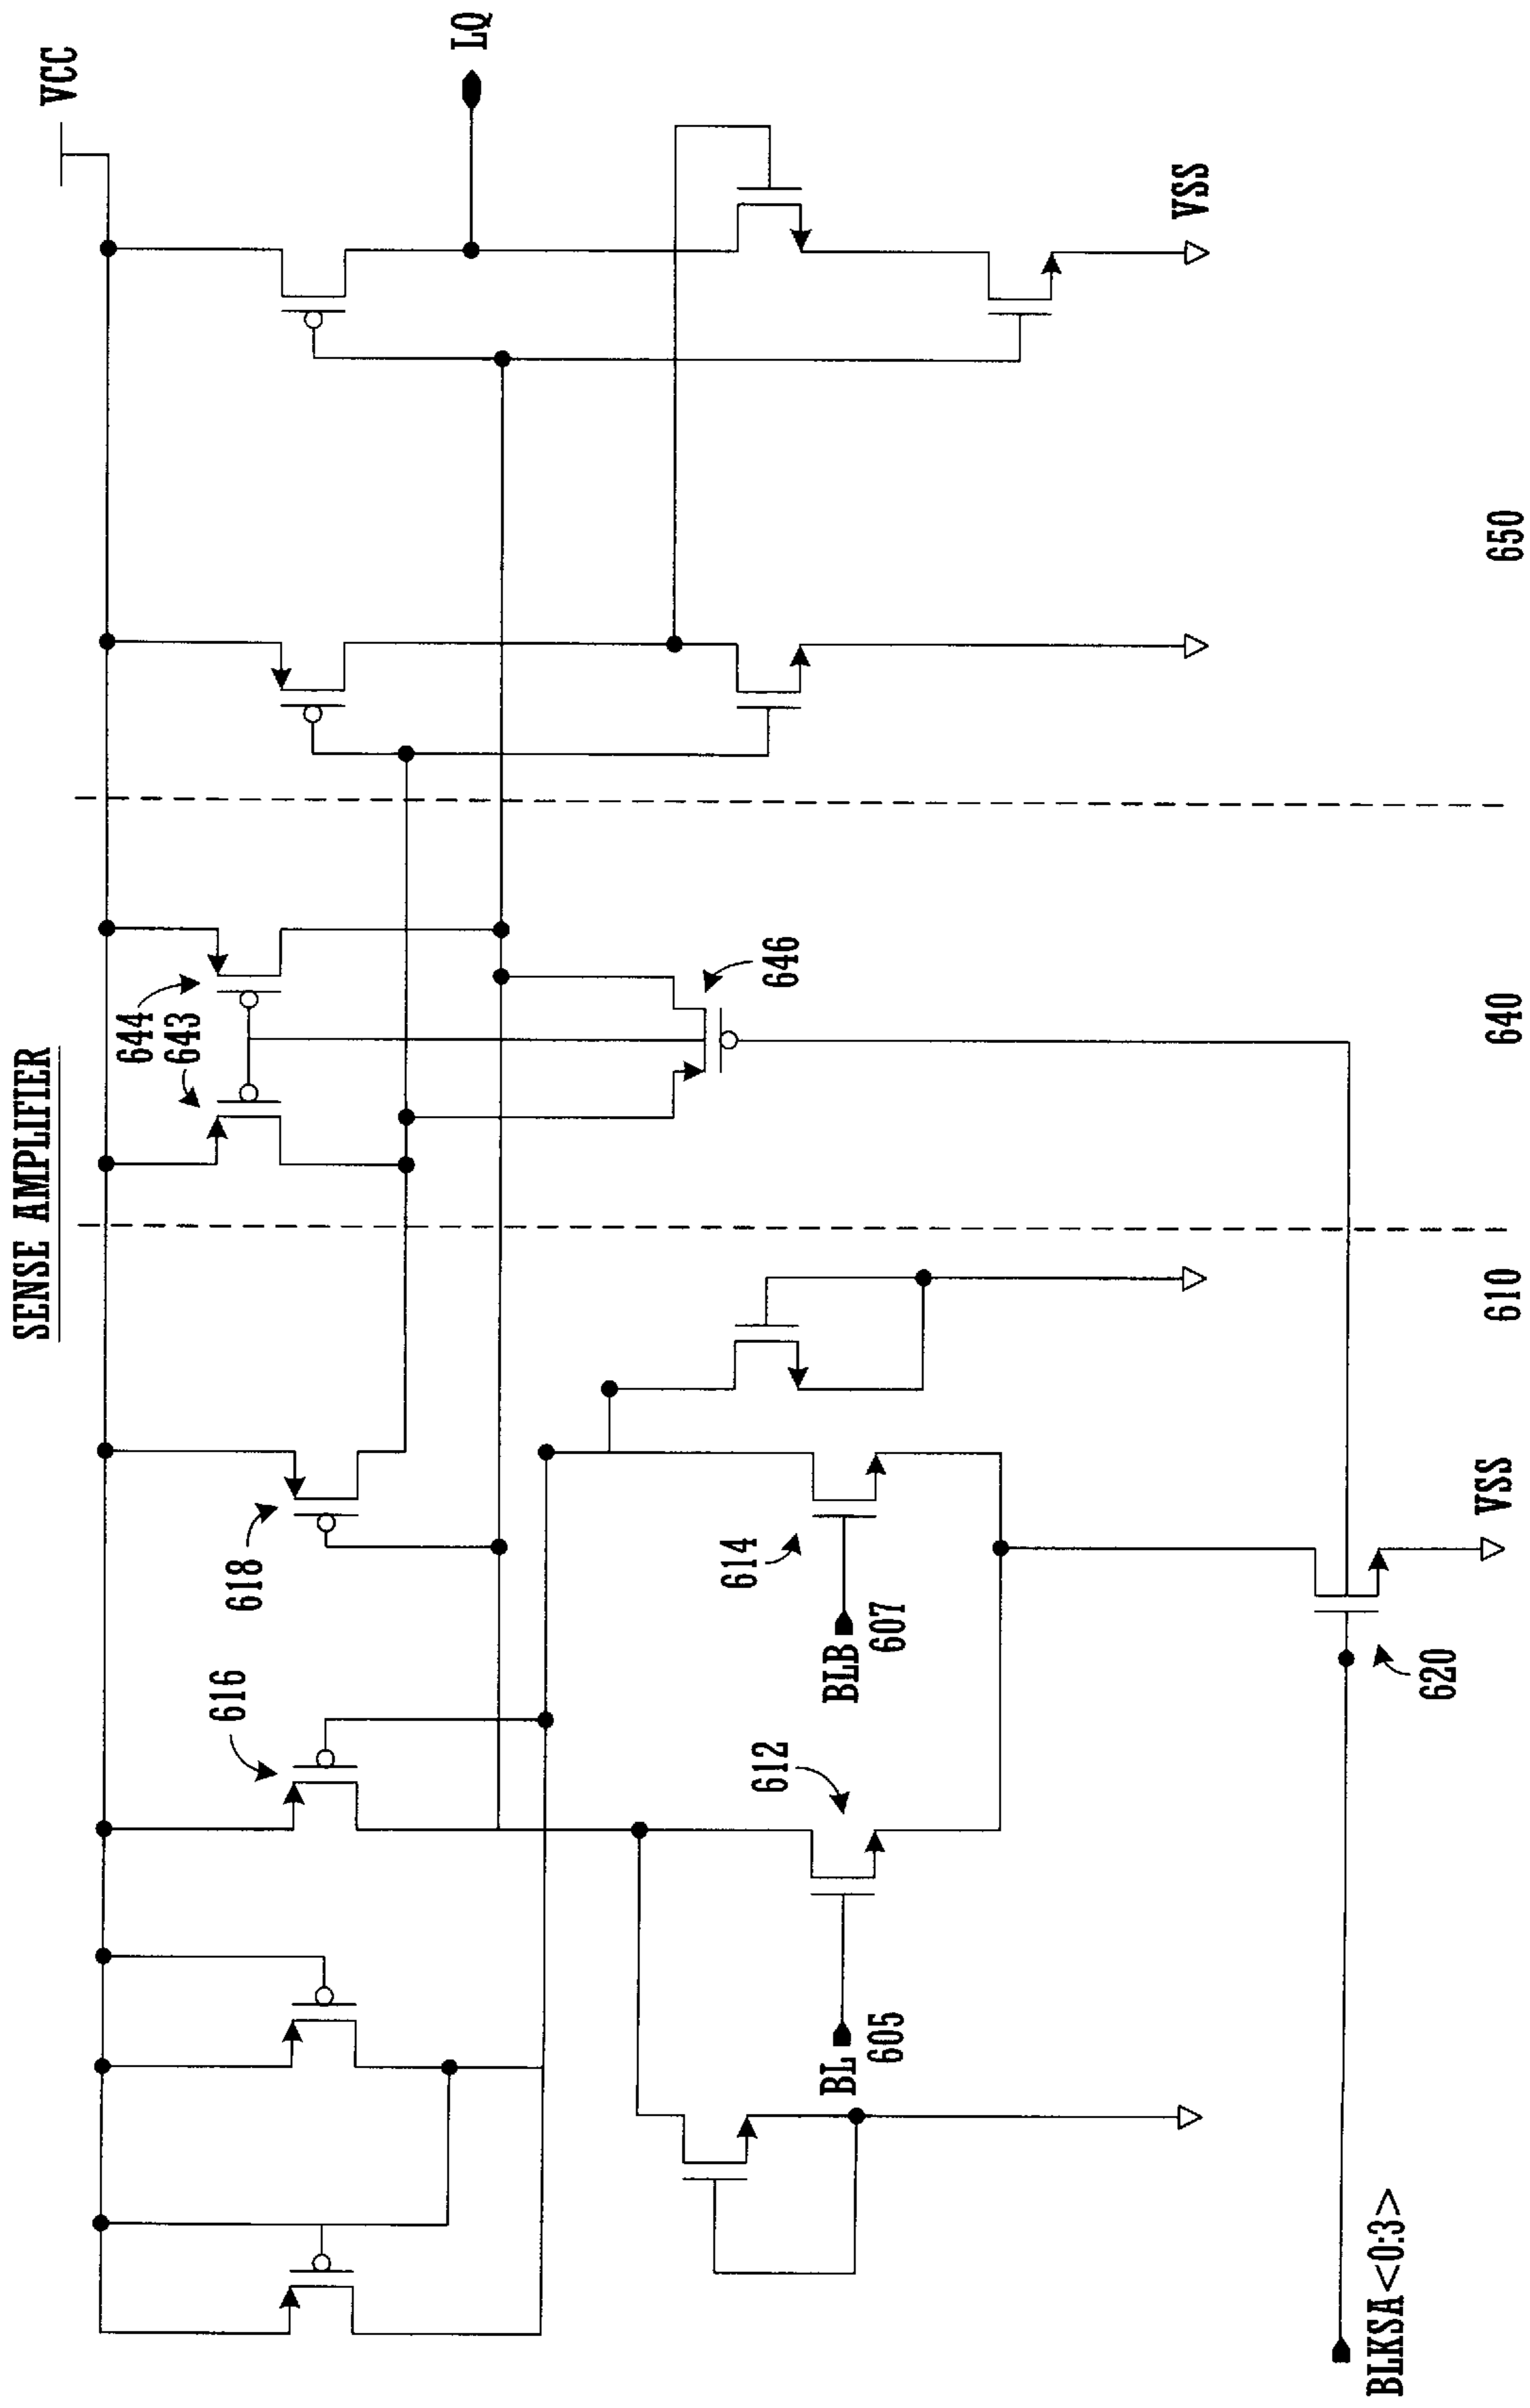 SENSE AMPLIFIER
VCC
LQ
VSS
644
643
646
618
616
614
BLB
607
612
BL
605
620
VSS
BLKSA<0:3>
610
640
650